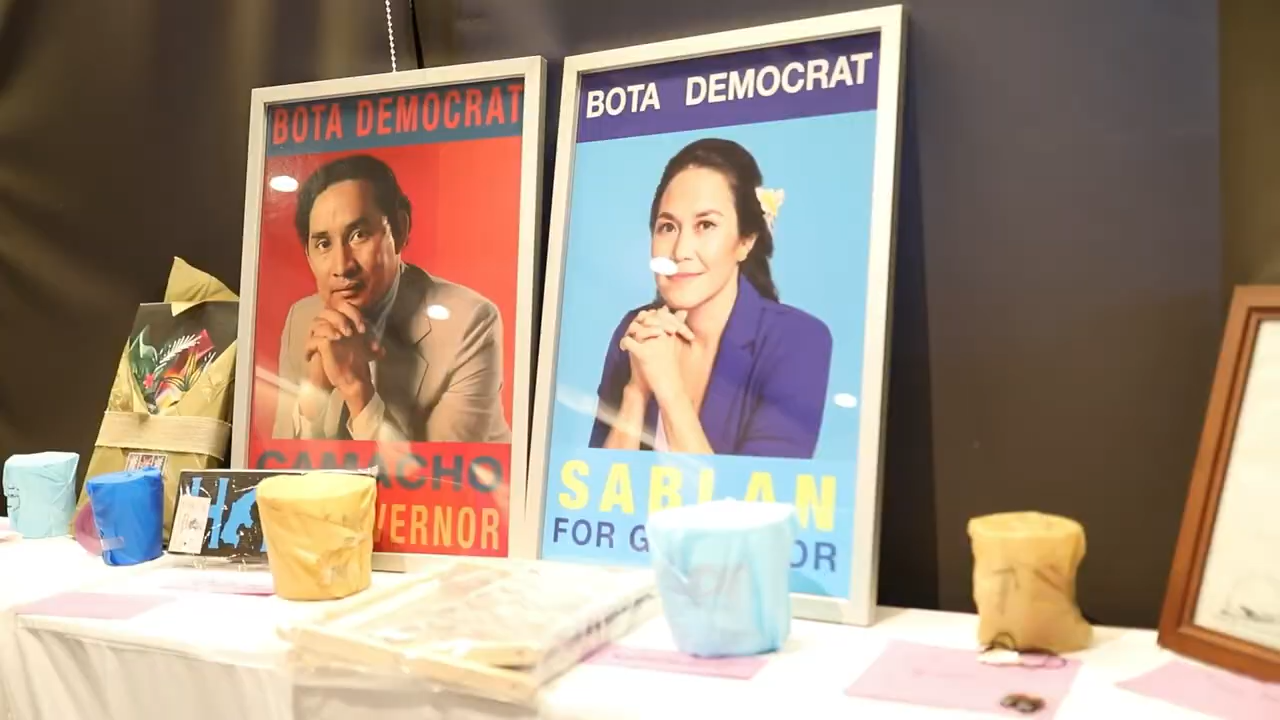 BOTA DEMOCRAT
CAMACHO
VERNOR
BOTA DEMOCRAT
SABLAN
FOR G OR